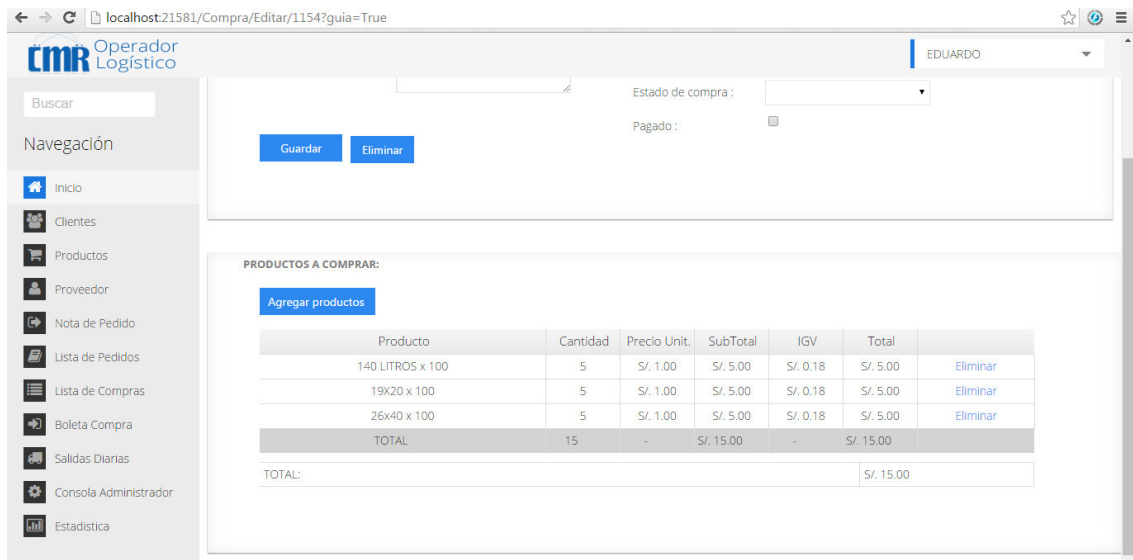 localhost:21581/Compra/Editar/1154?guia=True
CMR Operador Logístico
EDUARDO
Buscar
Navegación
Inicio
Clientes
Productos
Proveedor
Nota de Pedido
Lista de Pedidos
Lista de Compras
Boleta Compra
Salidas Diarias
Consola Administrador
Estadistica
Estado de compra :
Pagado :
Guardar Eliminar
PRODUCTOS A COMPRAR:
Agregar productos
Producto Cantidad Precio Unit. SubTotal IGV Total
140 LITROS x 100 5 S/. 1.00 S/. 5.00 S/. 0.18 S/. 5.00 Eliminar
19X20 x 100 5 S/. 1.00 S/. 5.00 S/. 0.18 S/. 5.00 Eliminar
26x40 x 100 5 S/. 1.00 S/. 5.00 S/. 0.18 S/. 5.00 Eliminar
TOTAL 15 - S/. 15.00 - S/. 15.00
TOTAL: S/. 15.00